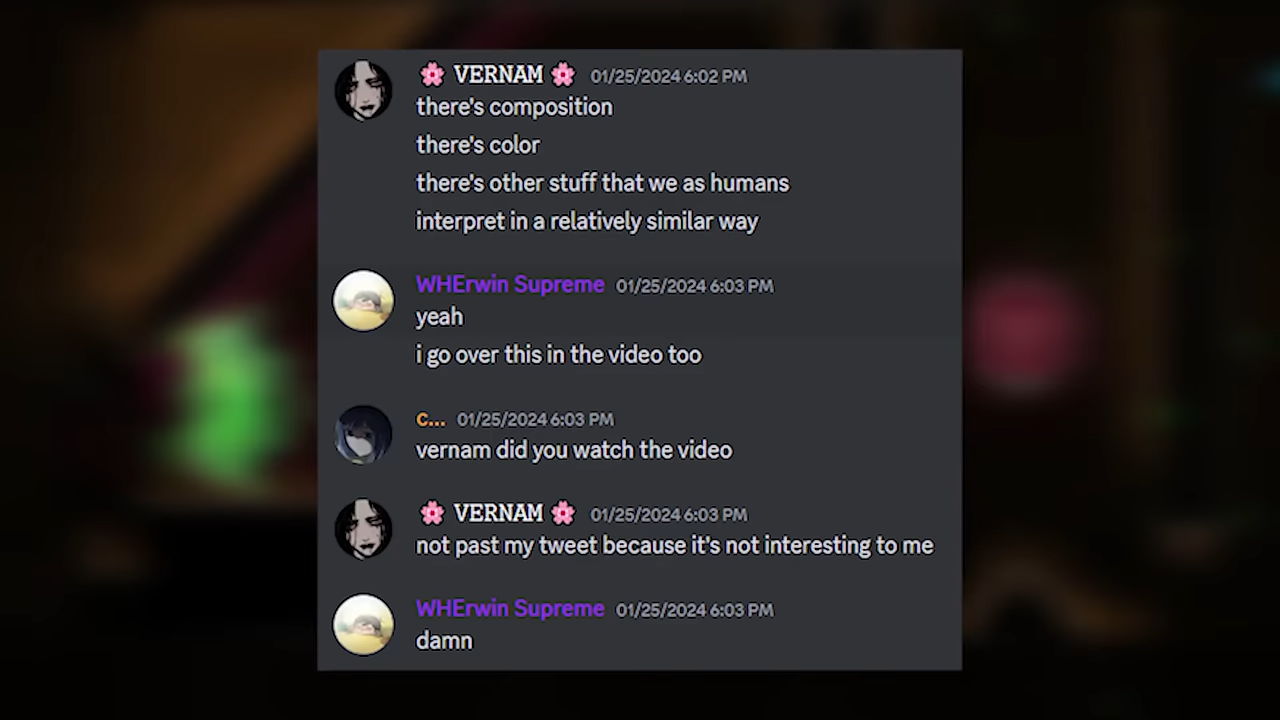 🌸 VERNAM 🌸 01/25/2024 6:02 PM
there's composition
there's color
there's other stuff that we as humans
interpret in a relatively similar way
WHErwin Supreme 01/25/2024 6:03 PM
yeah
i go over this in the video too
c... 01/25/2024 6:03 PM
vernam did you watch the video
🌸 VERNAM 🌸 01/25/2024 6:03 PM
not past my tweet because it's not interesting to me
WHErwin Supreme 01/25/2024 6:03 PM
damn